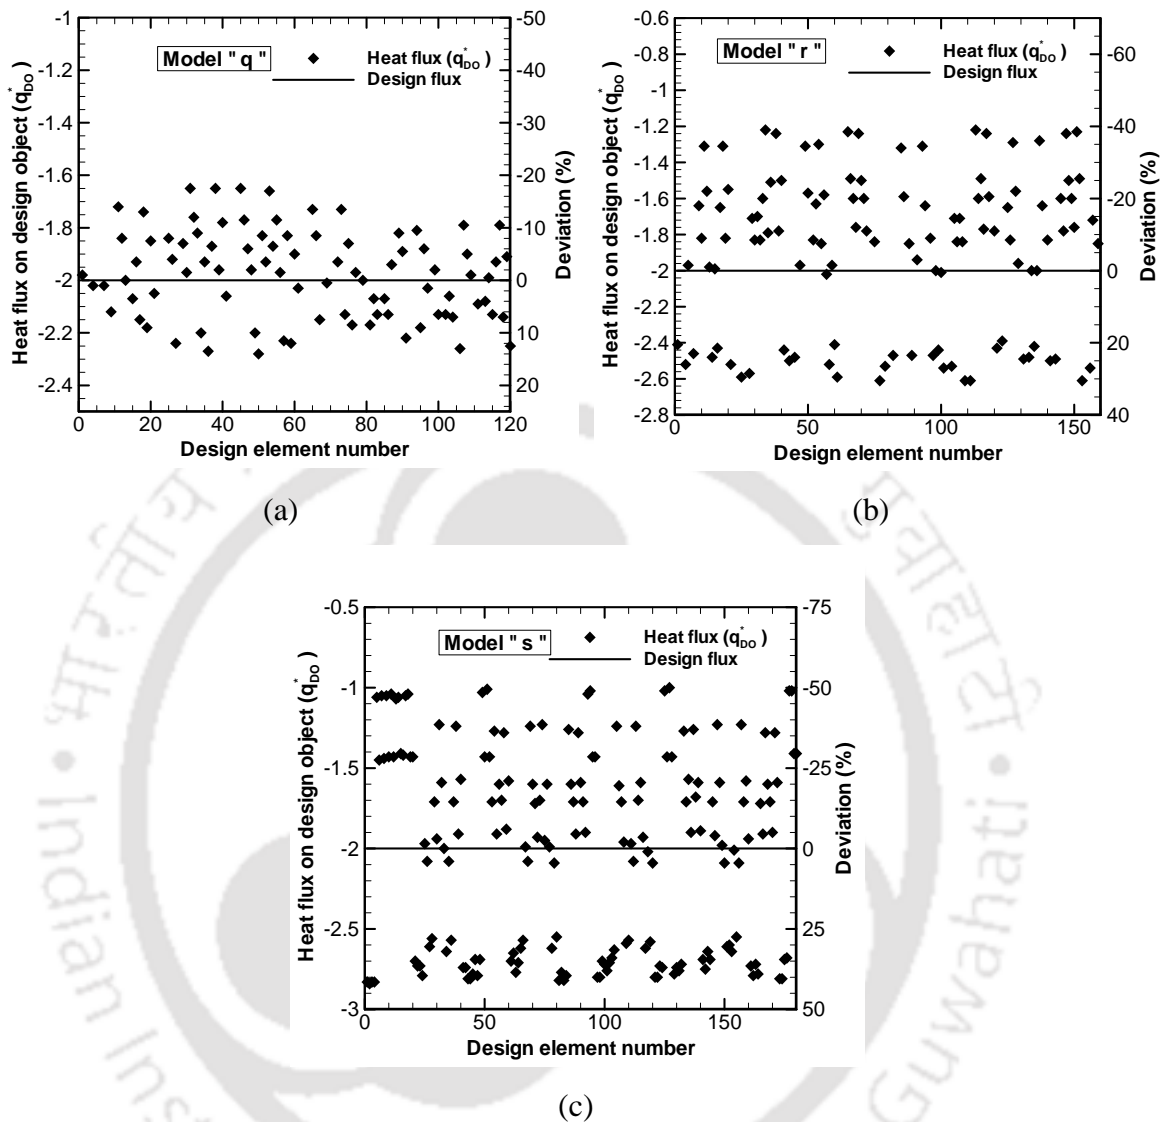 Model " q "
Heat flux (q*DO)
Design flux
Heat flux on design object (q*DO)
-1
-1.2
-1.4
-1.6
-1.8
-2
-2.2
-2.4
-50
-40
-30
-20
-10
0
10
20
Deviation (%)
0 20 40 60 80 100 120
Design element number
(a)
Model " r "
Heat flux (q*DO)
Design flux
Heat flux on design object (q*DO)
-0.6
-0.8
-1
-1.2
-1.4
-1.6
-1.8
-2
-2.2
-2.4
-2.6
-2.8
-60
-40
-20
0
20
40
Deviation (%)
0 50 100 150
Design element number
(b)
Model " s "
Heat flux (q*DO)
Design flux
Heat flux on design object (q*DO)
-0.5
-1
-1.5
-2
-2.5
-3
-75
-50
-25
0
25
50
Deviation (%)
0 50 100 150
Design element number
(c)
भारतीय
Indian Ins
Guwahati